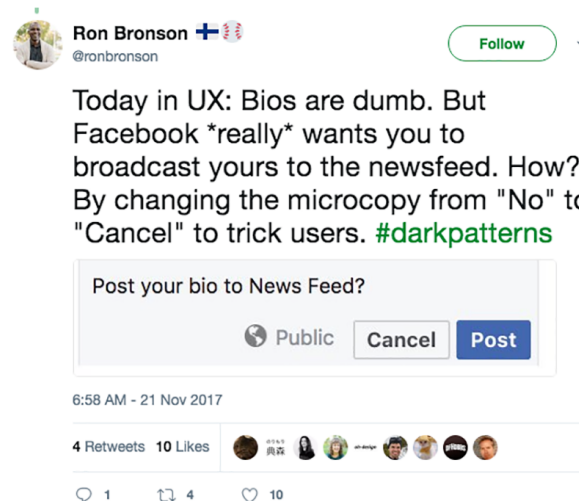 Ron Bronson
@ronbronson
Follow
Today in UX: Bios are dumb. But
Facebook *really* wants you to
broadcast yours to the newsfeed. How?
By changing the microcopy from "No" to
"Cancel" to trick users. #darkpatterns
Post your bio to News Feed?
Public Cancel Post
6:58 AM - 21 Nov 2017
4 Retweets 10 Likes
1 4 10